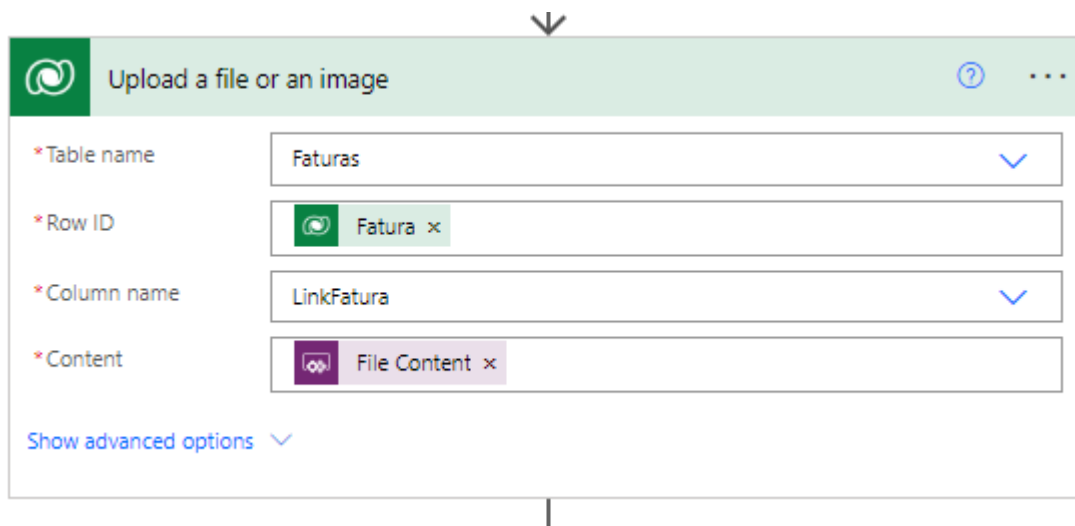 Upload a file or an image
*Table name
Faturas
*Row ID
Fatura ×
*Column name
LinkFatura
*Content
File Content ×
Show advanced options